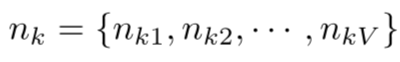 n_k = {n_{k1}, n_{k2}, ⋯ , n_{kV}}